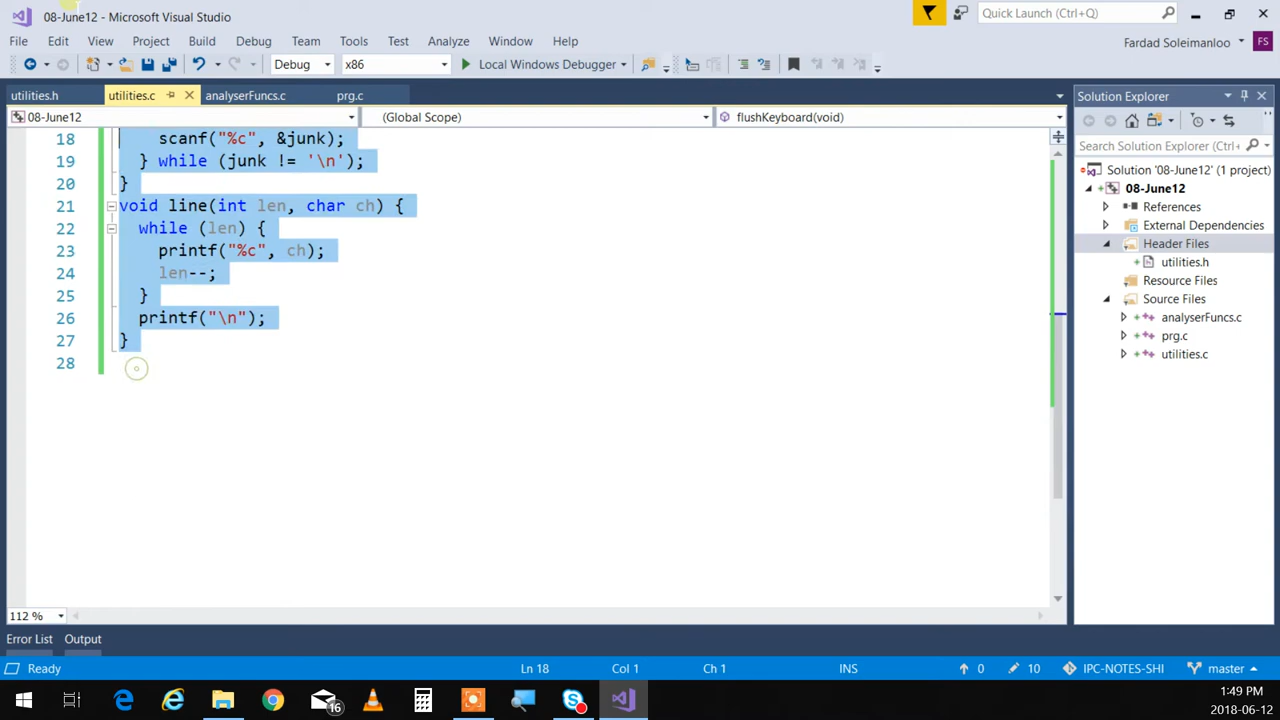 08-June12 - Microsoft Visual Studio
Quick Launch (Ctrl+Q)
File Edit View Project Build Debug Team Tools Test Analyze Window Help
Fardad Soleimanloo FS
Debug x86 Local Windows Debugger
utilities.h utilities.c analyserFuncs.c prg.c
08-June12 (Global Scope) flushKeyboard(void)
18 scanf("%c", &junk);
19 } while (junk != '\n');
20 }
21 void line(int len, char ch) {
22 while (len) {
23 printf("%c", ch);
24 len--;
25 }
26 printf("\n");
27 }
28
112 %
Solution Explorer
Search Solution Explorer (Ctrl+;)
Solution '08-June12' (1 project)
08-June12
References
External Dependencies
Header Files
utilities.h
Resource Files
Source Files
analyserFuncs.c
prg.c
utilities.c
Error List Output
Ready Ln 18 Col 1 Ch 1 INS 0 10 IPC-NOTES-SHI master
16
1:49 PM
2018-06-12